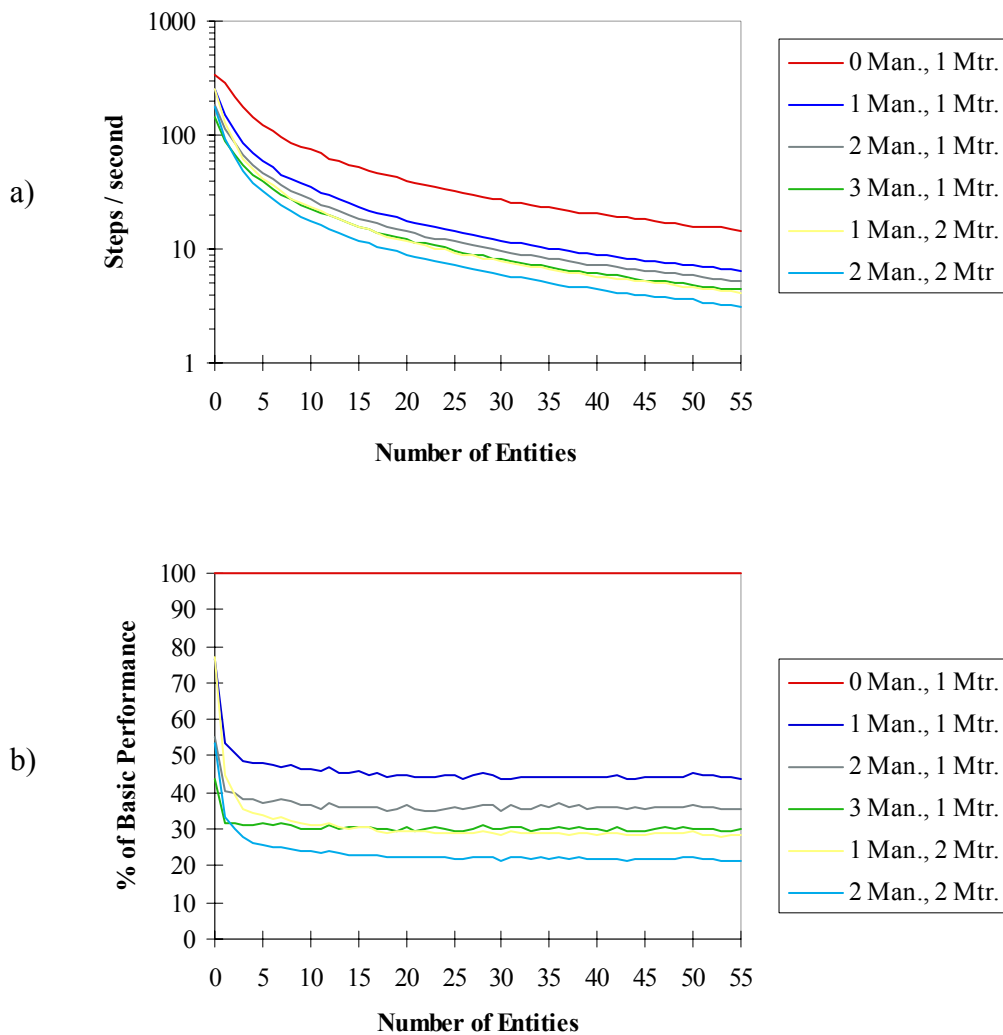 a)
Steps / second
1000
100
10
1
0 5 10 15 20 25 30 35 40 45 50 55
Number of Entities
0 Man., 1 Mtr.
1 Man., 1 Mtr.
2 Man., 1 Mtr.
3 Man., 1 Mtr.
1 Man., 2 Mtr.
2 Man., 2 Mtr
b)
% of Basic Performance
100
90
80
70
60
50
40
30
20
10
0
0 5 10 15 20 25 30 35 40 45 50 55
Number of Entities
0 Man., 1 Mtr.
1 Man., 1 Mtr.
2 Man., 1 Mtr.
3 Man., 1 Mtr.
1 Man., 2 Mtr.
2 Man., 2 Mtr.